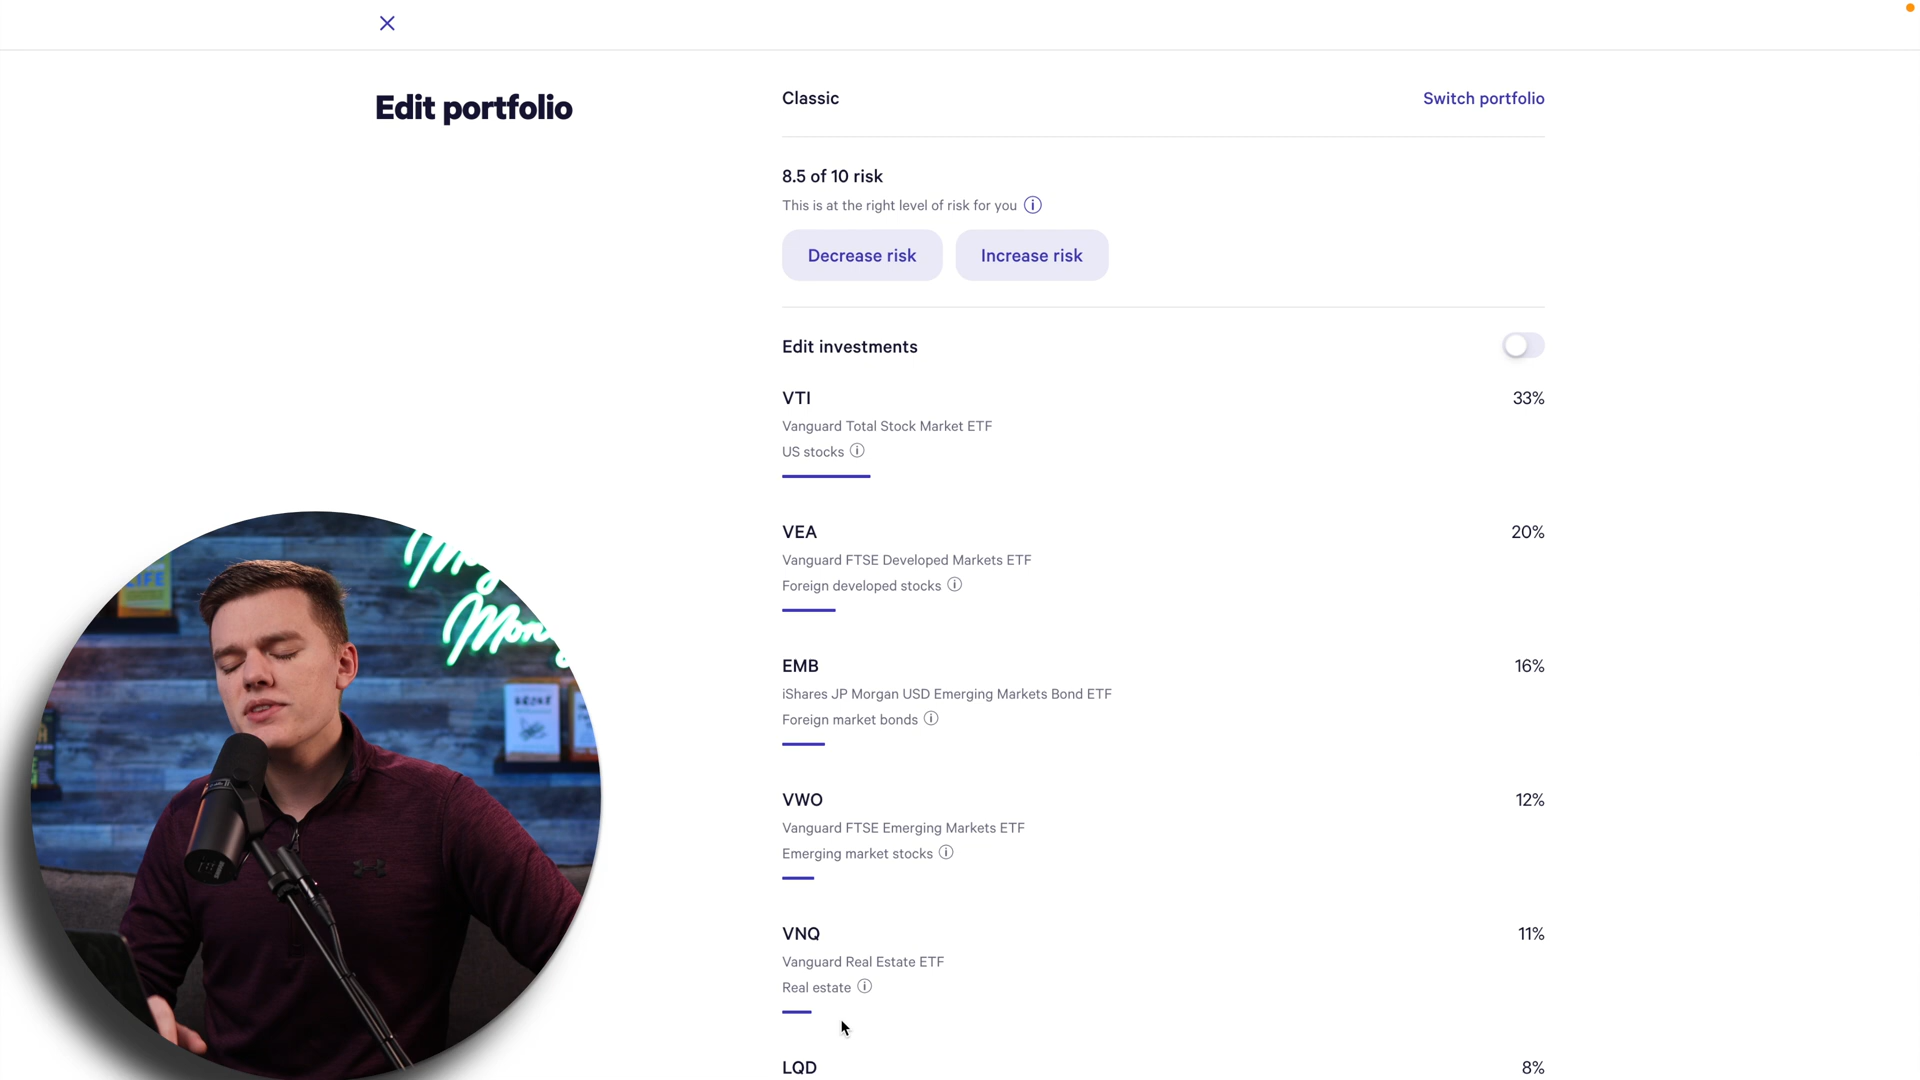 Edit portfolio
Classic
Switch portfolio
8.5 of 10 risk
This is at the right level of risk for you
Decrease risk
Increase risk
Edit investments
VTI
33%
Vanguard Total Stock Market ETF
US stocks
VEA
20%
Vanguard FTSE Developed Markets ETF
Foreign developed stocks
EMB
16%
iShares JP Morgan USD Emerging Markets Bond ETF
Foreign market bonds
VWO
12%
Vanguard FTSE Emerging Markets ETF
Emerging market stocks
VNQ
11%
Vanguard Real Estate ETF
Real estate
LQD
8%
LIFE